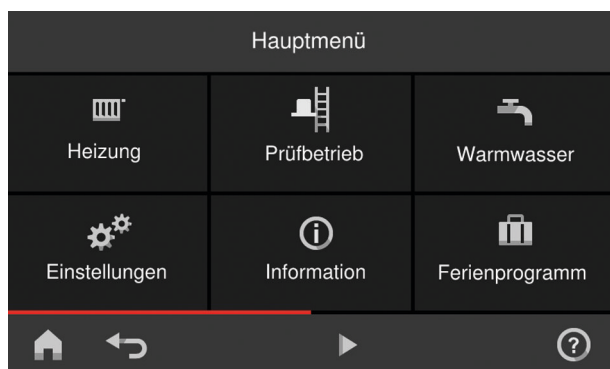 Hauptmenü
Heizung
Prüfbetrieb
Warmwasser
Einstellungen
Information
Ferienprogramm